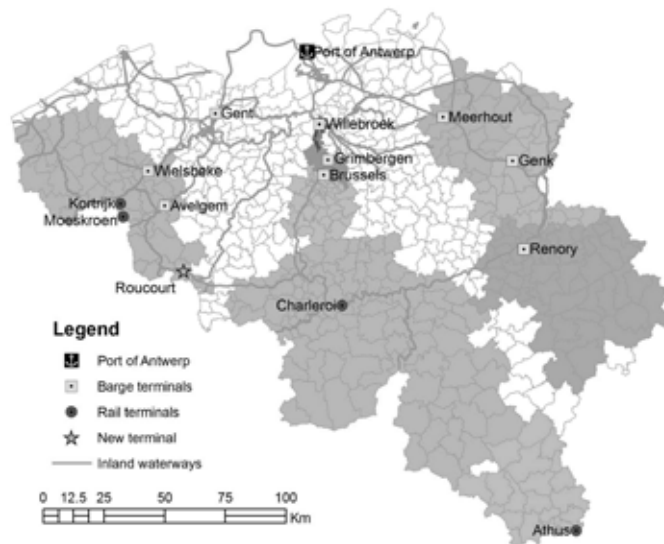 Port of Antwerp
Gent
Willebroek
Meerhout
Grimbergen
Genk
Wielsbeke
Brussels
Kortrijk
Avelgem
Moeskroen
Renory
Roucourt
Charleroi
Legend
Port of Antwerp
Barge terminals
Rail terminals
New terminal
Inland waterways
0 12.5 25 50 75 100
Km
Athus